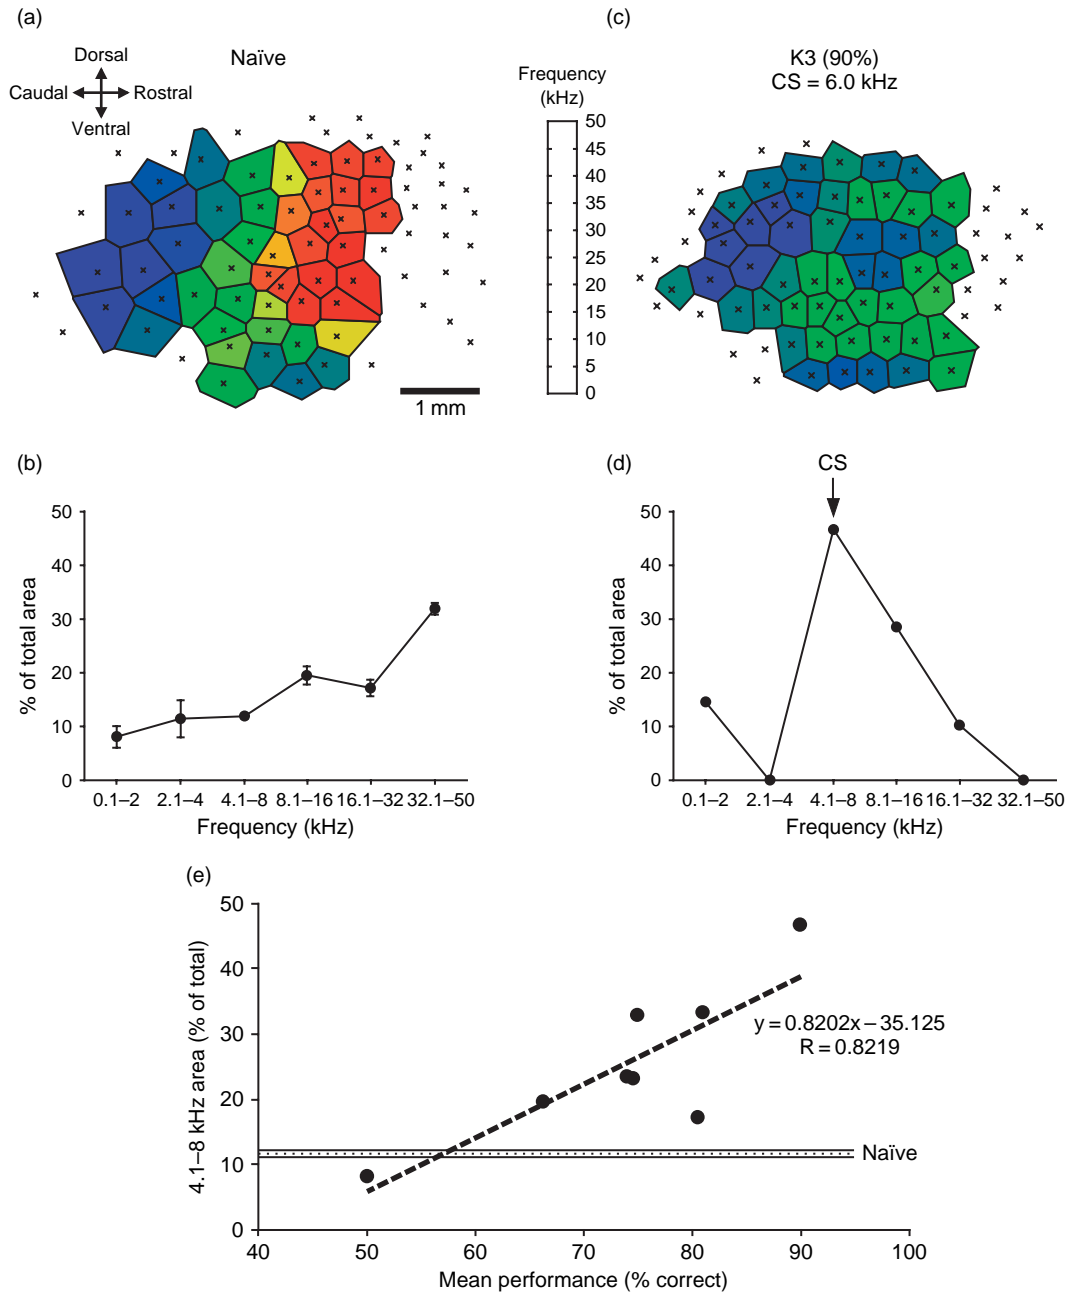 (a)
Naïve
Dorsal
Caudal
Rostral
Ventral
1 mm
Frequency
(kHz)
50
45
40
35
30
25
20
15
10
5
0
(c)
K3 (90%)
CS = 6.0 kHz
(b)
% of total area
50
40
30
20
10
0
0.1–2
2.1–4
4.1–8
8.1–16
16.1–32
32.1–50
Frequency (kHz)
(d)
CS
% of total area
50
40
30
20
10
0
0.1–2
2.1–4
4.1–8
8.1–16
16.1–32
32.1–50
Frequency (kHz)
(e)
4.1–8 kHz area (% of total)
50
40
30
20
10
0
y = 0.8202x – 35.125
R = 0.8219
Naïve
40
50
60
70
80
90
100
Mean performance (% correct)